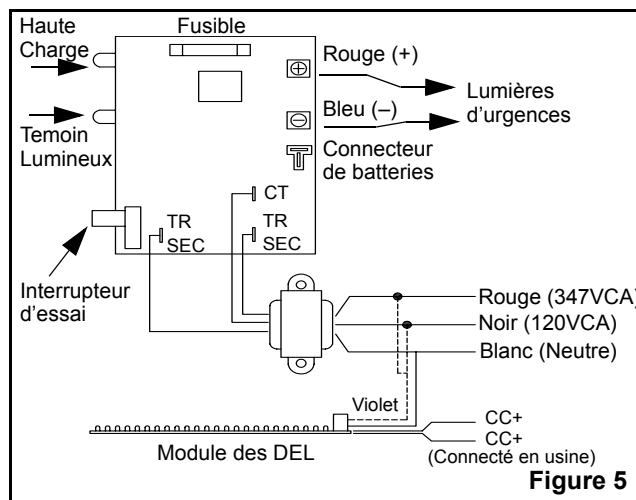 Haute
Charge
Fusible
Rouge (+)
Lumières
d'urgences
Bleu (–)
Temoin
Lumineux
Connecteur
de batteries
CT
TR
SEC
TR
SEC
Interrupteur
d'essai
Rouge (347VCA)
Noir (120VCA)
Blanc (Neutre)
Violet
CC+
CC+
(Connecté en usine)
Module des DEL
Figure 5